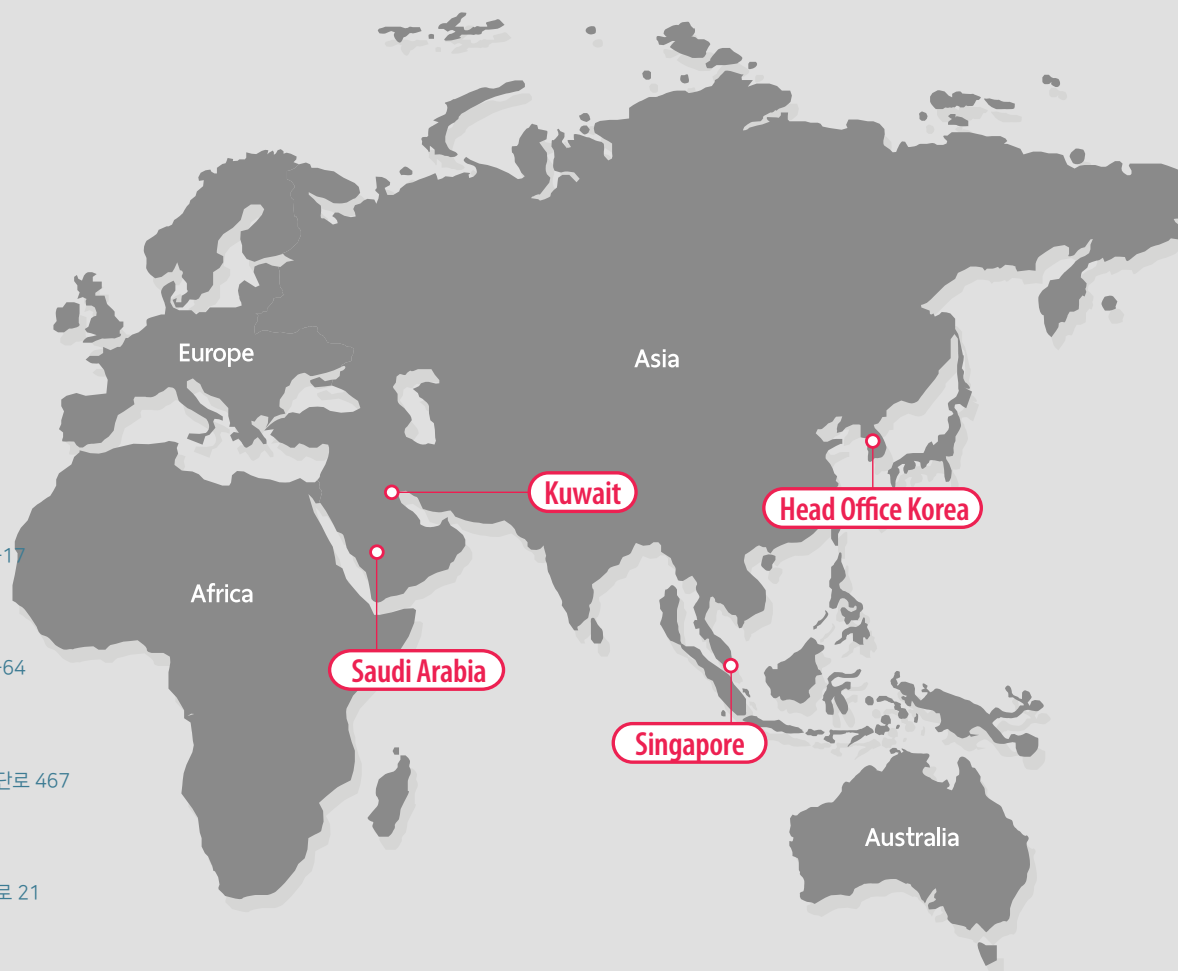 Europe
Asia
Kuwait
Head Office Korea
-17
Africa
-64
Saudi Arabia
Singapore
단로 467
Australia
로 21